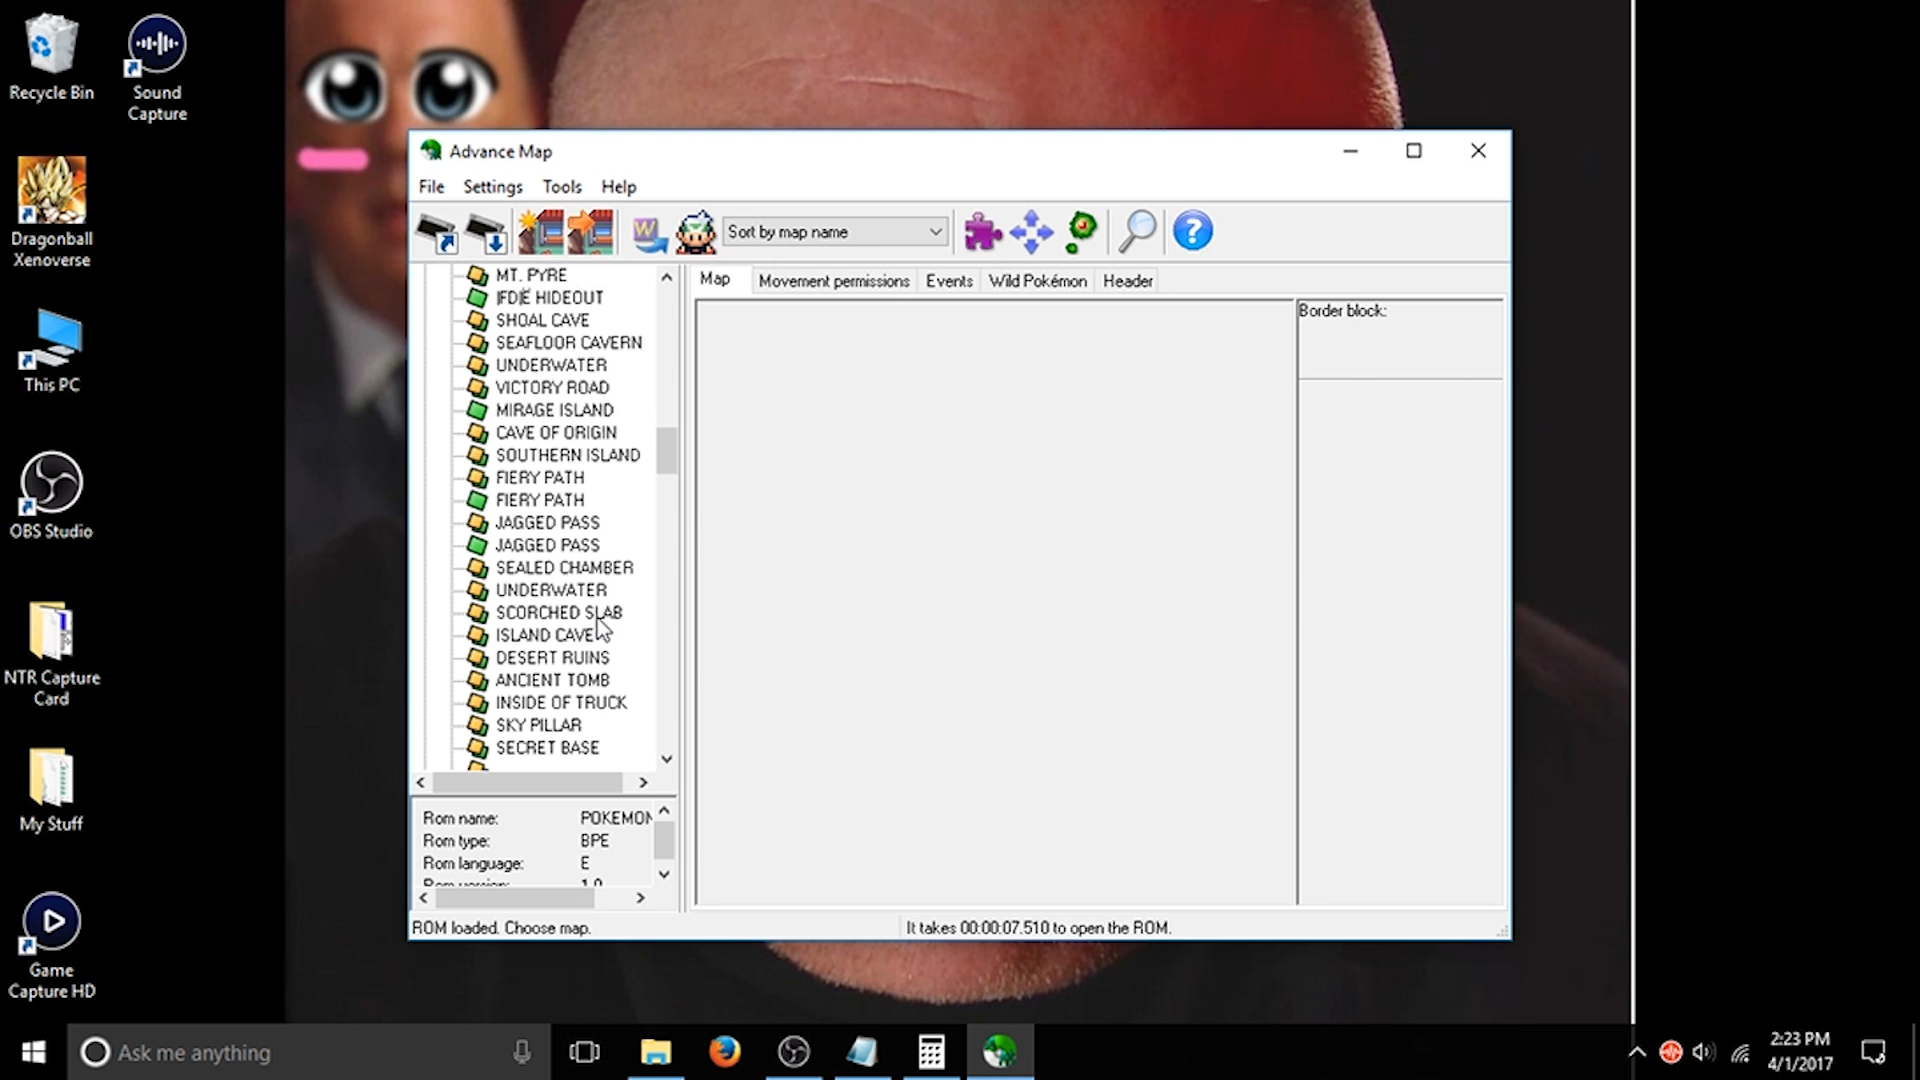 Recycle Bin
Sound
Capture
Dragonball
Xenoverse
This PC
OBS Studio
NTR Capture
Card
My Stuff
Game
Capture HD
Advance Map
File Settings Tools Help
W
Sort by map name
?
MT. PYRE
HIDEOUT
SHOAL CAVE
SEAFLOOR CAVERN
UNDERWATER
VICTORY ROAD
MIRAGE ISLAND
CAVE OF ORIGIN
SOUTHERN ISLAND
FIERY PATH
FIERY PATH
JAGGED PASS
JAGGED PASS
SEALED CHAMBER
UNDERWATER
SCORCHED SLAB
ISLAND CAVE
DESERT RUINS
ANCIENT TOMB
INSIDE OF TRUCK
SKY PILLAR
SECRET BASE
Rom name: POKEMON
Rom type: BPE
Rom language: E
Rom version: 1.0
Map Movement permissions Events Wild Pokémon Header
Border block:
ROM loaded. Choose map.
It takes 00:00:07.510 to open the ROM.
Ask me anything
2:23 PM
4/1/2017